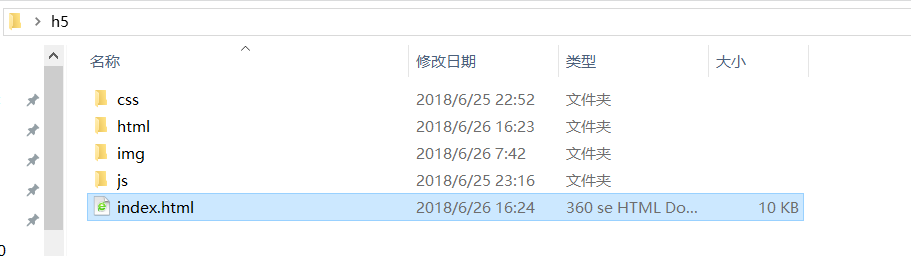 h5
名称 修改日期 类型 大小
css 2018/6/25 22:52 文件夹
html 2018/6/26 16:23 文件夹
img 2018/6/26 7:42 文件夹
js 2018/6/25 23:16 文件夹
index.html 2018/6/26 16:24 360 se HTML Do... 10 KB
0